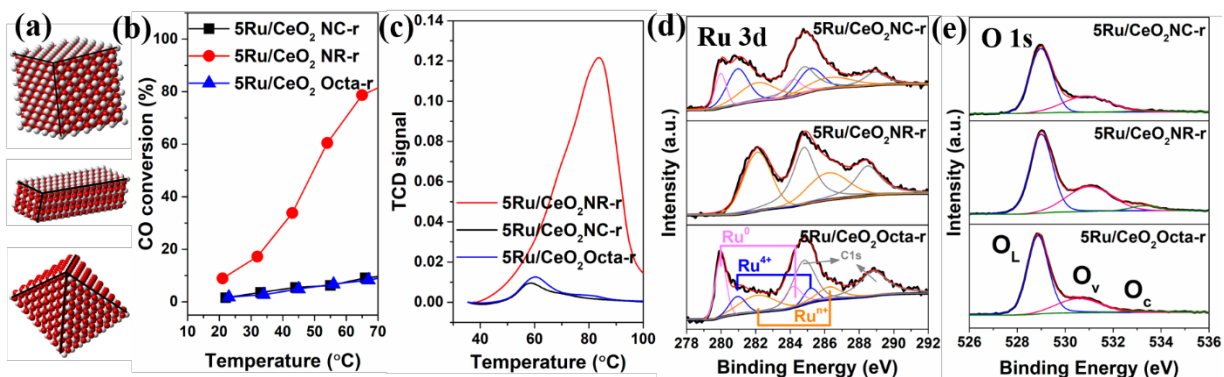 (a)
(b)
CO conversion (%)
100
80
60
40
20
10
0
5Ru/CeO₂ NC-r
5Ru/CeO₂ NR-r
5Ru/CeO₂ Octa-r
20 30 40 50 60 70
Temperature (°C)
(c)
TCD signal
0.14
0.12
0.10
0.08
0.06
0.04
0.02
0.00
5Ru/CeO₂NR-r
5Ru/CeO₂NC-r
5Ru/CeO₂Octa-r
40 60 80 100
Temperature (°C)
(d)
Ru 3d
Intensity (a.u.)
5Ru/CeO₂NC-r
5Ru/CeO₂NR-r
5Ru/CeO₂Octa-r
Ru⁰
Ru⁴⁺
C1s
Ruⁿ⁺
278 280 282 284 286 288 290 292
Binding Energy (eV)
(e)
O 1s
Intensity (a.u.)
5Ru/CeO₂NC-r
5Ru/CeO₂NR-r
5Ru/CeO₂Octa-r
O_L
O_v
O_c
526 528 530 532 534 536
Binding Energy (eV)